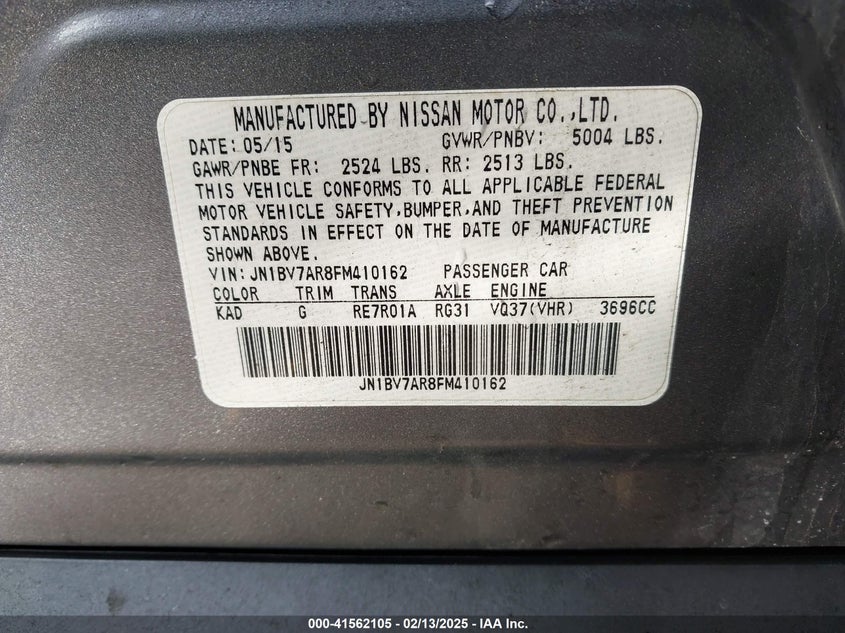 MANUFACTURED BY NISSAN MOTOR CO.,LTD.
DATE: 05/15 GVWR/PNBV: 5004 LBS.
GAWR/PNBE FR: 2524 LBS. RR: 2513 LBS.
THIS VEHICLE CONFORMS TO ALL APPLICABLE FEDERAL
MOTOR VEHICLE SAFETY,BUMPER,AND THEFT PREVENTION
STANDARDS IN EFFECT ON THE DATE OF MANUFACTURE
SHOWN ABOVE.
VIN: JN1BV7AR8FM410162 PASSENGER CAR
COLOR TRIM TRANS AXLE ENGINE
KAD G RE7R01A RG31 VQ37(VHR) 3696CC
JN1BV7AR8FM410162
000-41562105 - 02/13/2025 - IAA Inc.